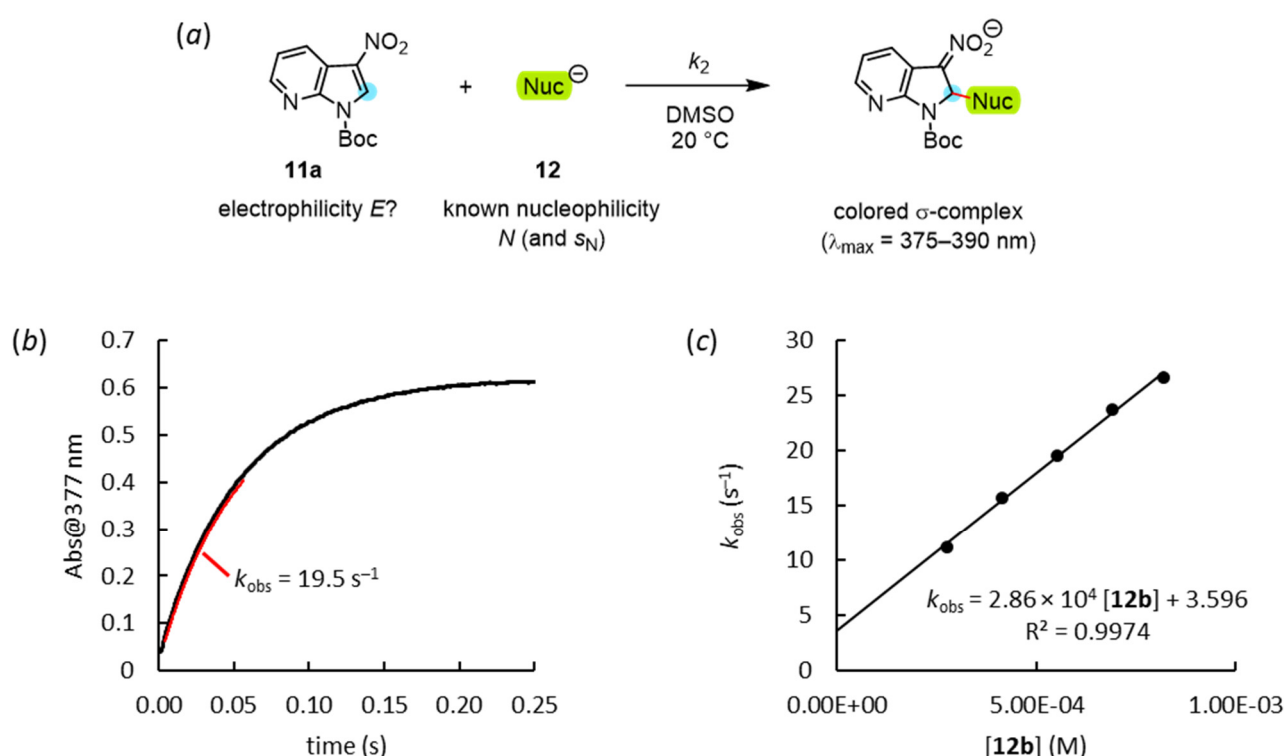 (a)
NO₂
N
N
Boc
11a
electrophilicity E?
+
Nuc ⊖
12
known nucleophilicity
N (and sN)
k₂
DMSO
20 °C
NO₂ ⊖
N
N
Nuc
Boc
colored σ-complex
(λmax = 375–390 nm)
(b)
Abs@377 nm
0.7
0.6
0.5
0.4
0.3
0.2
0.1
0
kobs = 19.5 s⁻¹
0.00 0.05 0.10 0.15 0.20 0.25
time (s)
(c)
kobs (s⁻¹)
30
25
20
15
10
5
0
kobs = 2.86 × 10⁴ [12b] + 3.596
R² = 0.9974
0.00E+00 5.00E-04 1.00E-03
[12b] (M)